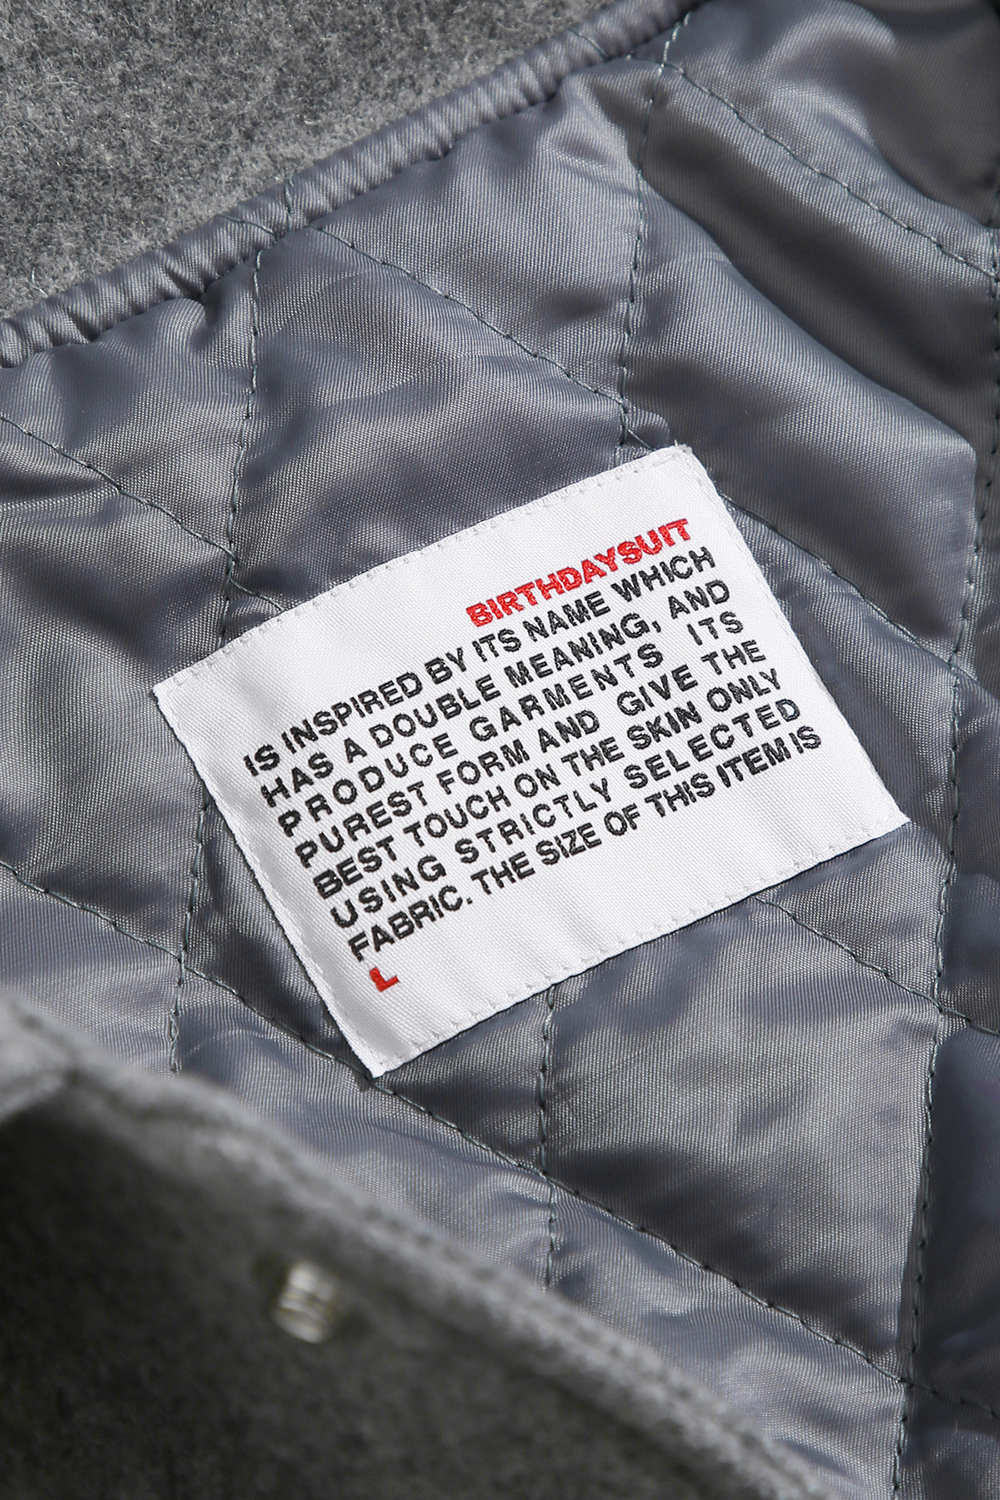 BIRTHDAYSUIT
IS INSPIRED BY ITS NAME WHICH
HAS A DOUBLE MEANING, AND
PRODUCE GARMENTS ITS
PUREST FORM AND GIVE THE
BEST TOUCH ON THE SKIN ONLY
USING STRICTLY SELECTED
FABRIC. THE SIZE OF THIS ITEM IS
L